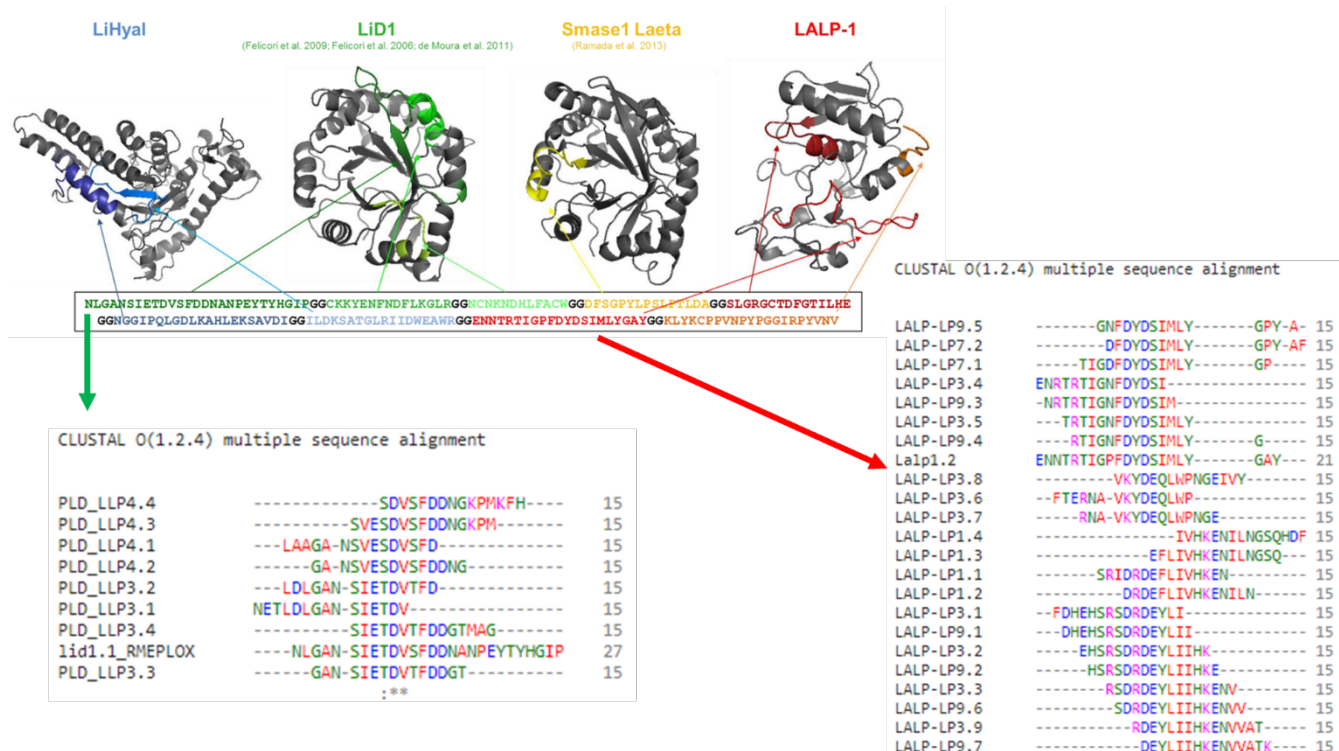 LiHyal
LiD1
(Felicori et al. 2009; Felicori et al. 2006; de Moura et al. 2011)
Smase1 Laeta
(Ramada et al. 2013)
LALP-1
NLGANSIETDVSFDDNANPEYTYHGIPGGCKKYENFNDFLKGLRGGNCNKNDHLFACWGGDFSGPYLPSLPTLDAGGSLGRGCTDFGTILHE
GGNGGIPQLGDLKAHLEKSAVDIGGILDKSATGLRIIDWEAWRGGENNTRTIGPFDYDSIMLYGAYGGKLYKCPPVNPYPGGIRPYVNV
CLUSTAL O(1.2.4) multiple sequence alignment
PLD_LLP4.4 --------------SDVSFDDNGKPMKFH---- 15
PLD_LLP4.3 -----------SVESDVSFDDNGKPM------- 15
PLD_LLP4.1 ---LAAGA-NSVESDVSFD-------------- 15
PLD_LLP4.2 ------GA-NSVESDVSFDDNG----------- 15
PLD_LLP3.2 ---LDLGAN-SIETDVTFD-------------- 15
PLD_LLP3.1 NETLDLGAN-SIETDV----------------- 15
PLD_LLP3.4 -----------SIETDVTFDDGTMAG------- 15
lid1.1_RMEPLOX ----NLGAN-SIETDVSFDDNANPEYTYHGIP 27
PLD_LLP3.3 ------GAN-SIETDVTFDDGT----------- 15
:**
CLUSTAL O(1.2.4) multiple sequence alignment
LALP-LP9.5 -------GNFDYDSIMLY-------GPY-A- 15
LALP-LP7.2 --------DFDYDSIMLY-------GPY-AF 15
LALP-LP7.1 -----TIGDFDYDSIMLY-------GP---- 15
LALP-LP3.4 ENRTRTIGNFDYDSI---------------- 15
LALP-LP9.3 -NRTRTIGNFDYDSIM--------------- 15
LALP-LP3.5 ---TRTIGNFDYDSIMLY------------- 15
LALP-LP9.4 ----RTIGNFDYDSIMLY-------G----- 15
Lalp1.2 ENNTRTIGPFDYDSIMLY-------GAY--- 21
LALP-LP3.8 ---------VKYDEQLWPNGEIVY------- 15
LALP-LP3.6 --FTERNA-VKYDEQLWP------------- 15
LALP-LP3.7 -----RNA-VKYDEQLWPNGE---------- 15
LALP-LP1.4 ----------------IVHKENILNGSQHDF 15
LALP-LP1.3 -------------EFLIVHKENILNGSQ--- 15
LALP-LP1.1 -------SRIDRDEFLIVHKEN--------- 15
LALP-LP1.2 ----------DRDEFLIVHKENILN------ 15
LALP-LP3.1 --FDHEHSRSDRDEYLI-------------- 15
LALP-LP9.1 ---DHEHSRSDRDEYLII------------- 15
LALP-LP3.2 -----EHSRSDRDEYLIIHK----------- 15
LALP-LP9.2 ------HSRSDRDEYLIIHKE---------- 15
LALP-LP3.3 --------RSDRDEYLIIHKENV-------- 15
LALP-LP9.6 ---------SDRDEYLIIHKENVV------- 15
LALP-LP3.9 -----------RDEYLIIHKENVVAT----- 15
LALP-LP9.7 ------------DEYLIIHKENVVATK---- 15